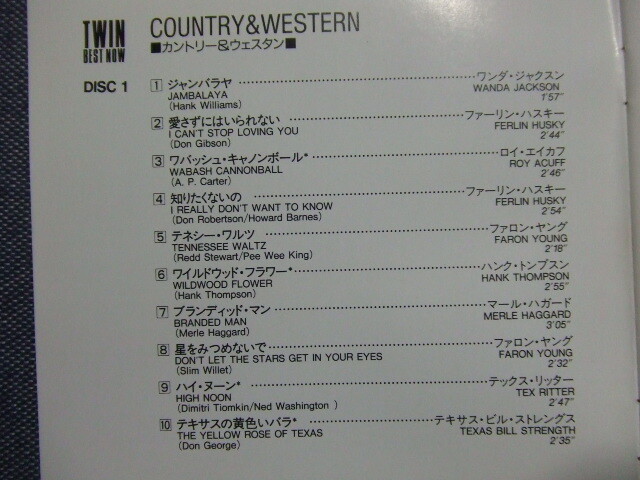 TWIN
BEST NOW
COUNTRY&WESTERN
■カントリー&ウェスタン■
DISC 1
1 ジャンバラヤ ワンダ・ジャクスン
JAMBALAYA WANDA JACKSON
(Hank Williams) 1'57"
2 愛さずにはいられない ファーリン・ハスキー
I CAN'T STOP LOVING YOU FERLIN HUSKY
(Don Gibson) 2'44"
3 ワバッシュ・キャノンボール* ロイ・エイカフ
WABASH CANNONBALL ROY ACUFF
(A. P. Carter) 2'46"
4 知りたくないの ファーリン・ハスキー
I REALLY DON'T WANT TO KNOW FERLIN HUSKY
(Don Robertson/Howard Barnes) 2'54"
5 テネシー・ワルツ ファロン・ヤング
TENNESSEE WALTZ FARON YOUNG
(Redd Stewart/Pee Wee King) 2'18"
6 ワイルドウッド・フラワー* ハンク・トンプスン
WILDWOOD FLOWER HANK THOMPSON
(Hank Thompson) 2'55"
7 ブランディッド・マン マール・ハガード
BRANDED MAN MERLE HAGGARD
(Merle Haggard) 3'05"
8 星をみつめないで ファロン・ヤング
DON'T LET THE STARS GET IN YOUR EYES FARON YOUNG
(Slim Willet) 2'32"
9 ハイ・ヌーン* テックス・リッター
HIGH NOON TEX RITTER
(Dimitri Tiomkin/Ned Washington ) 2'47"
10 テキサスの黄色いバラ* テキサス・ビル・ストレングス
THE YELLOW ROSE OF TEXAS TEXAS BILL STRENGTH
(Don George) 2'35"